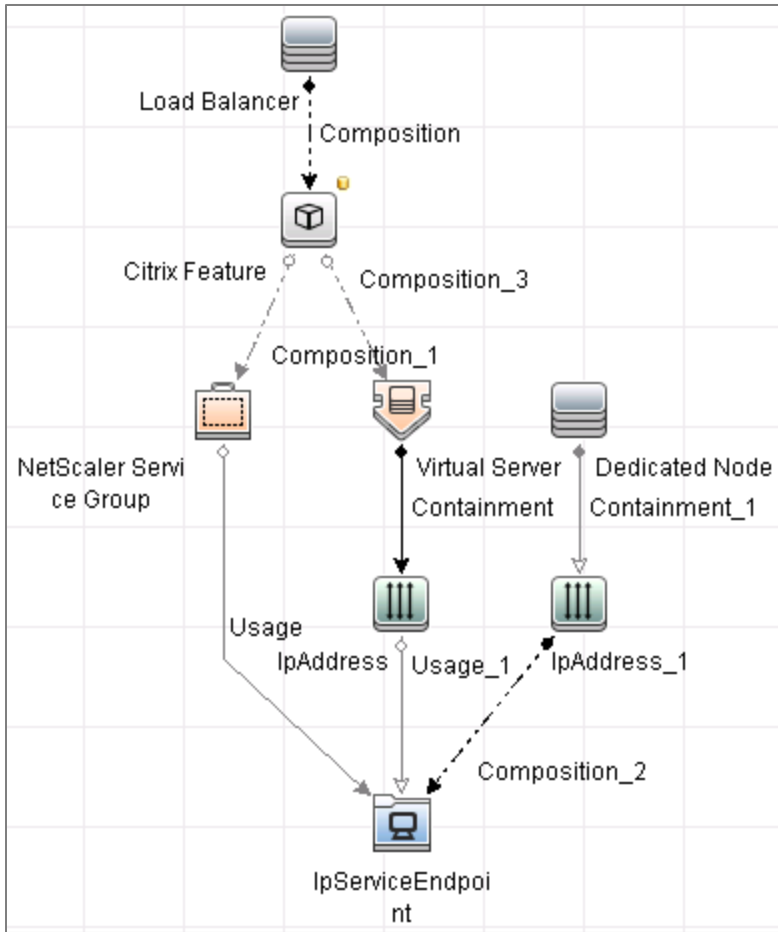 Load Balancer
Composition
Citrix Feature
Composition_3
Composition_1
NetScaler Servi
ce Group
Virtual Server
Dedicated Node
Containment
Containment_1
Usage
IpAddress
Usage_1
IpAddress_1
Composition_2
IpServiceEndpoi
nt